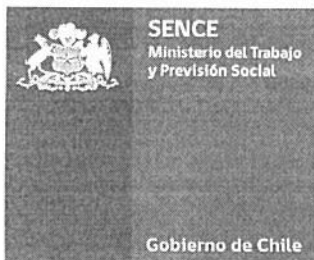 SENCE
Ministerio del Trabajo
y Previsión Social
Gobierno de Chile